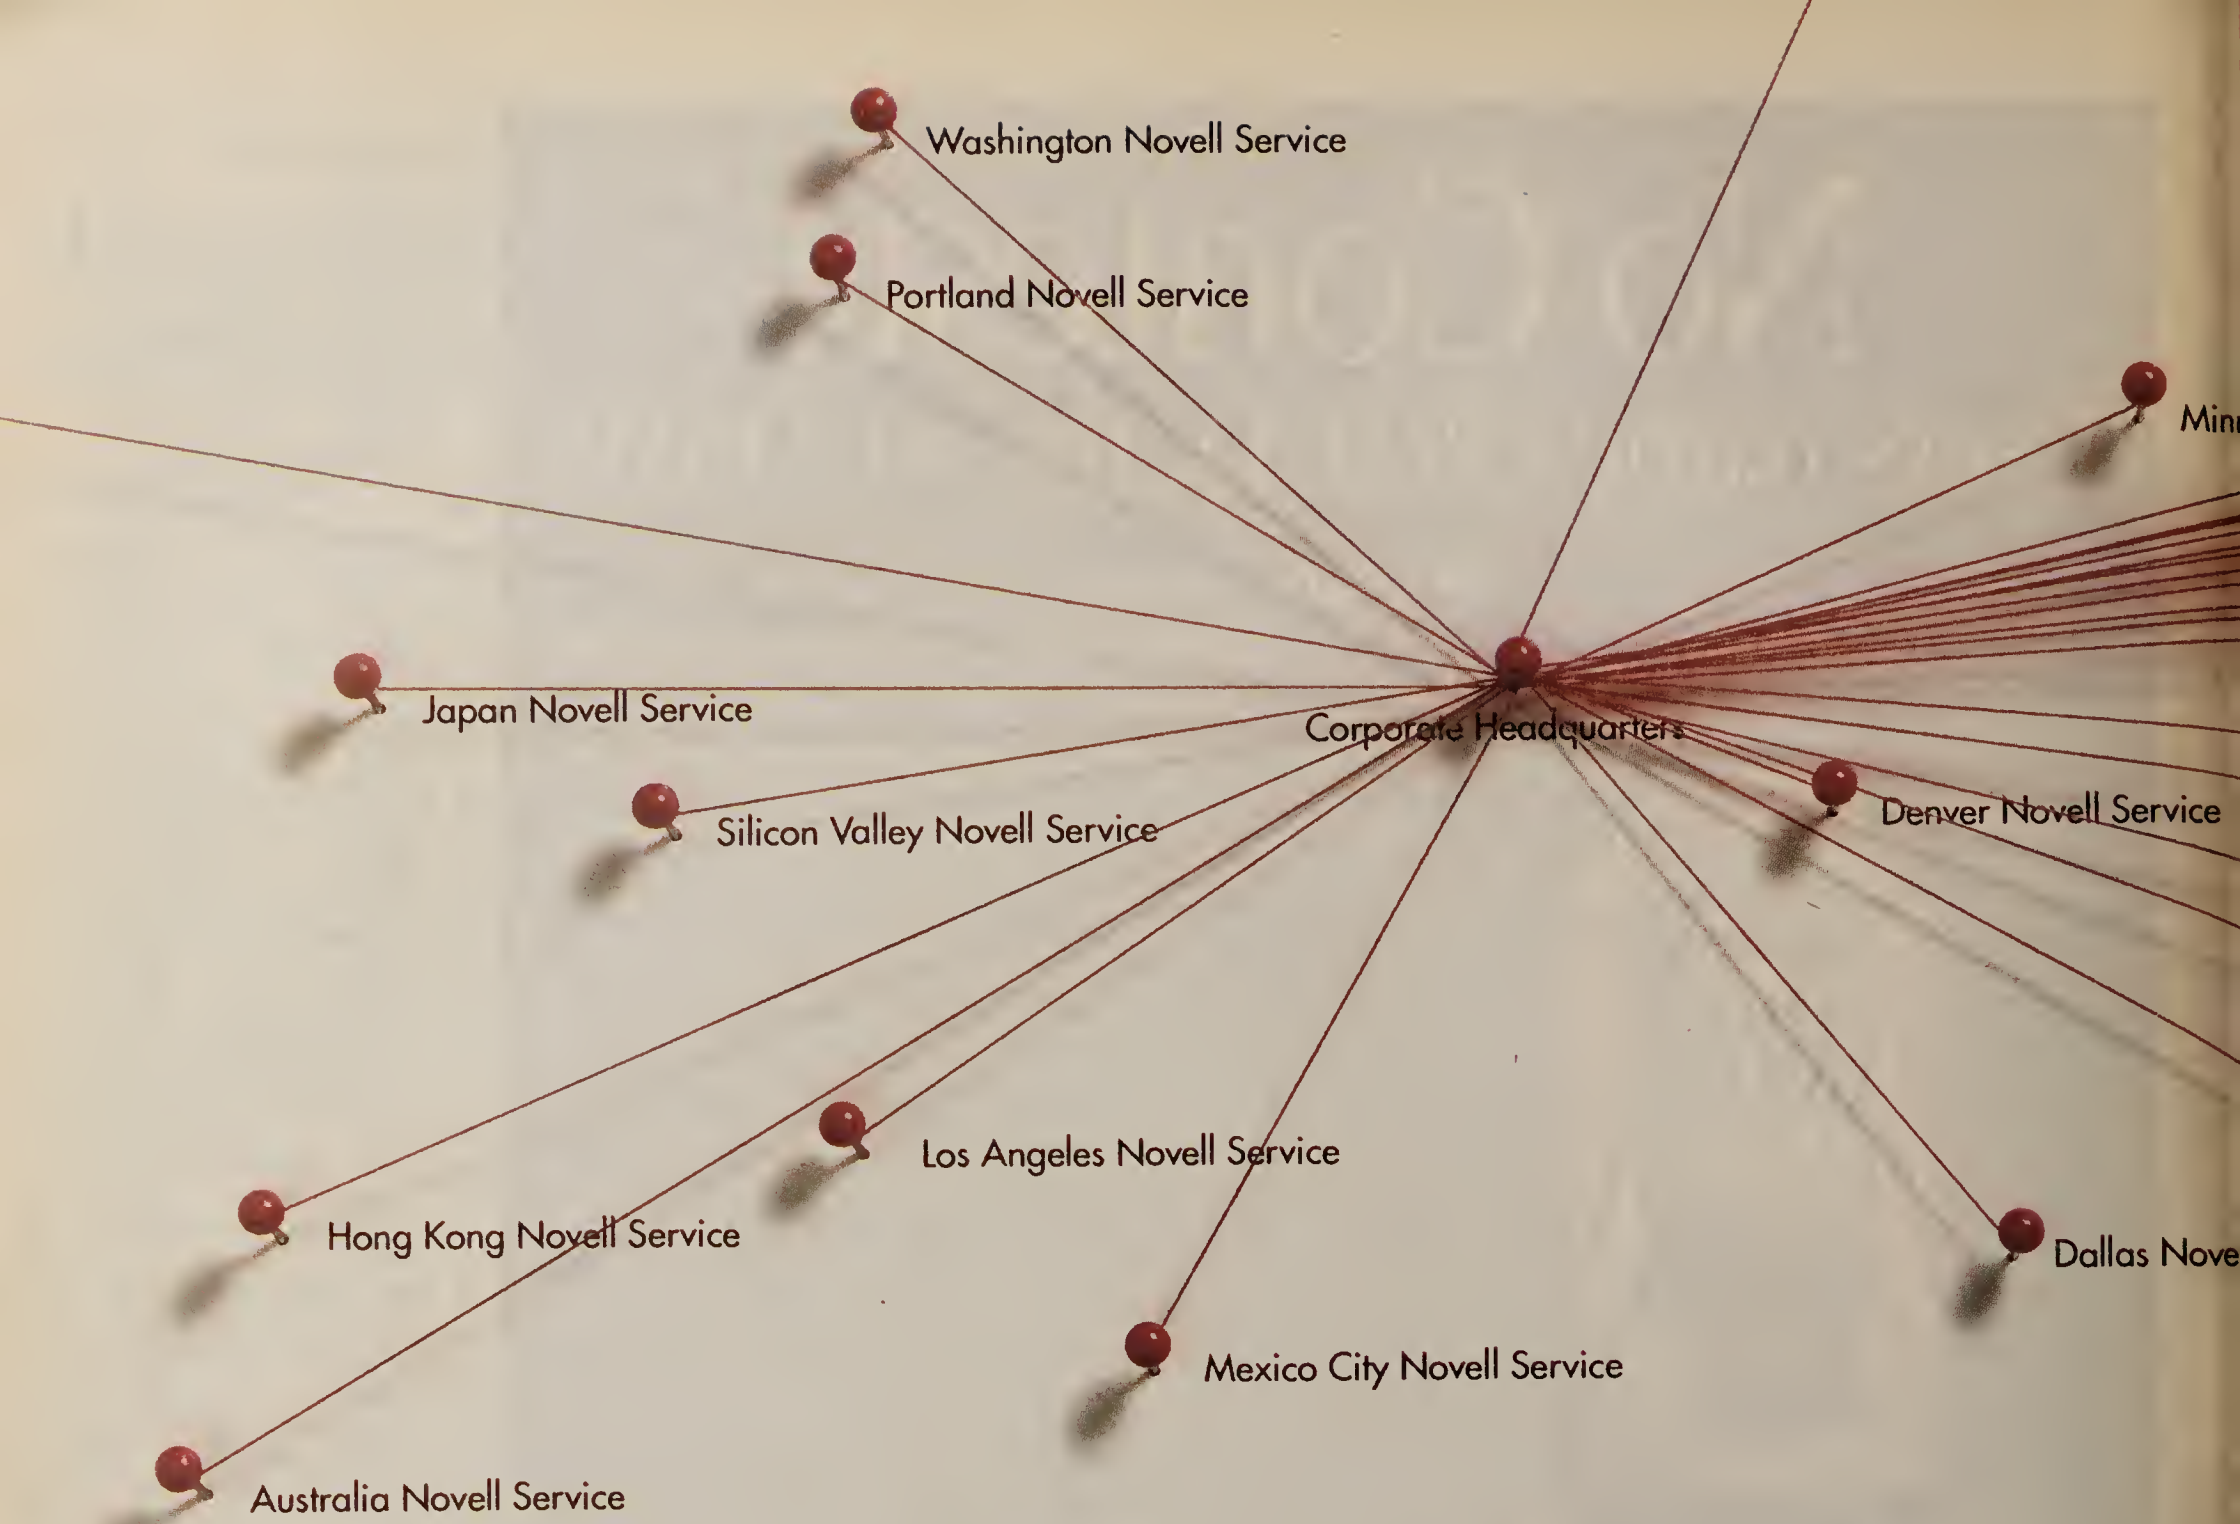 Washington Novell Service
Portland Novell Service
Japan Novell Service
Corporate Headquarters
Silicon Valley Novell Service
Denver Novell Service
Los Angeles Novell Service
Hong Kong Novell Service
Dallas
Mexico City Novell Service
Australia Novell Service